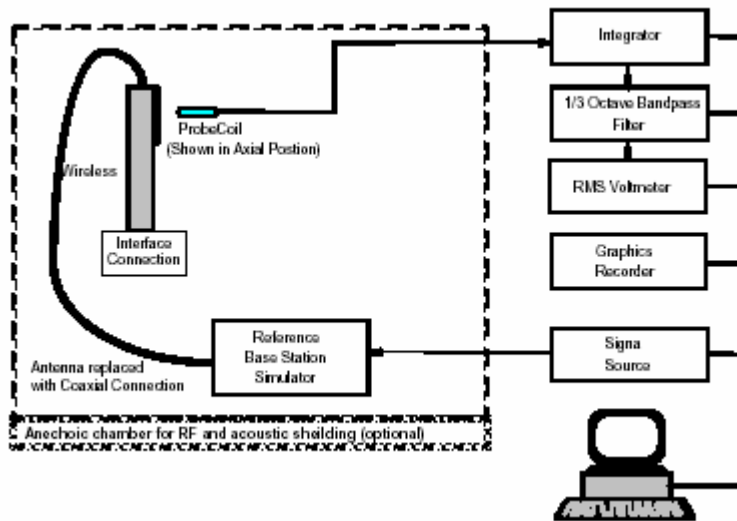 Integrator
1/3 Octave Bandpass
Filter
RMS Voltmeter
Graphics
Recorder
Signa
Source
ProbeCoil
(Shown in Axial Postion)
Wireless
Interface
Connection
Reference
Base Station
Simulator
Antenna replaced
with Coaxial Connection
Anechoic chamber for RF and acoustic sheilding (optional)